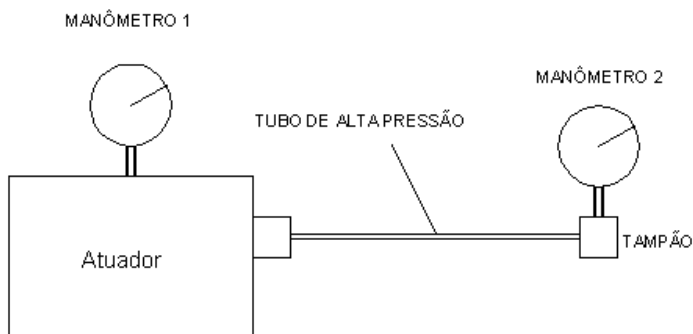 MANÔMETRO 1
MANÔMETRO 2
TUBO DE ALTA PRESSÃO
TAMPÃO
Atuador